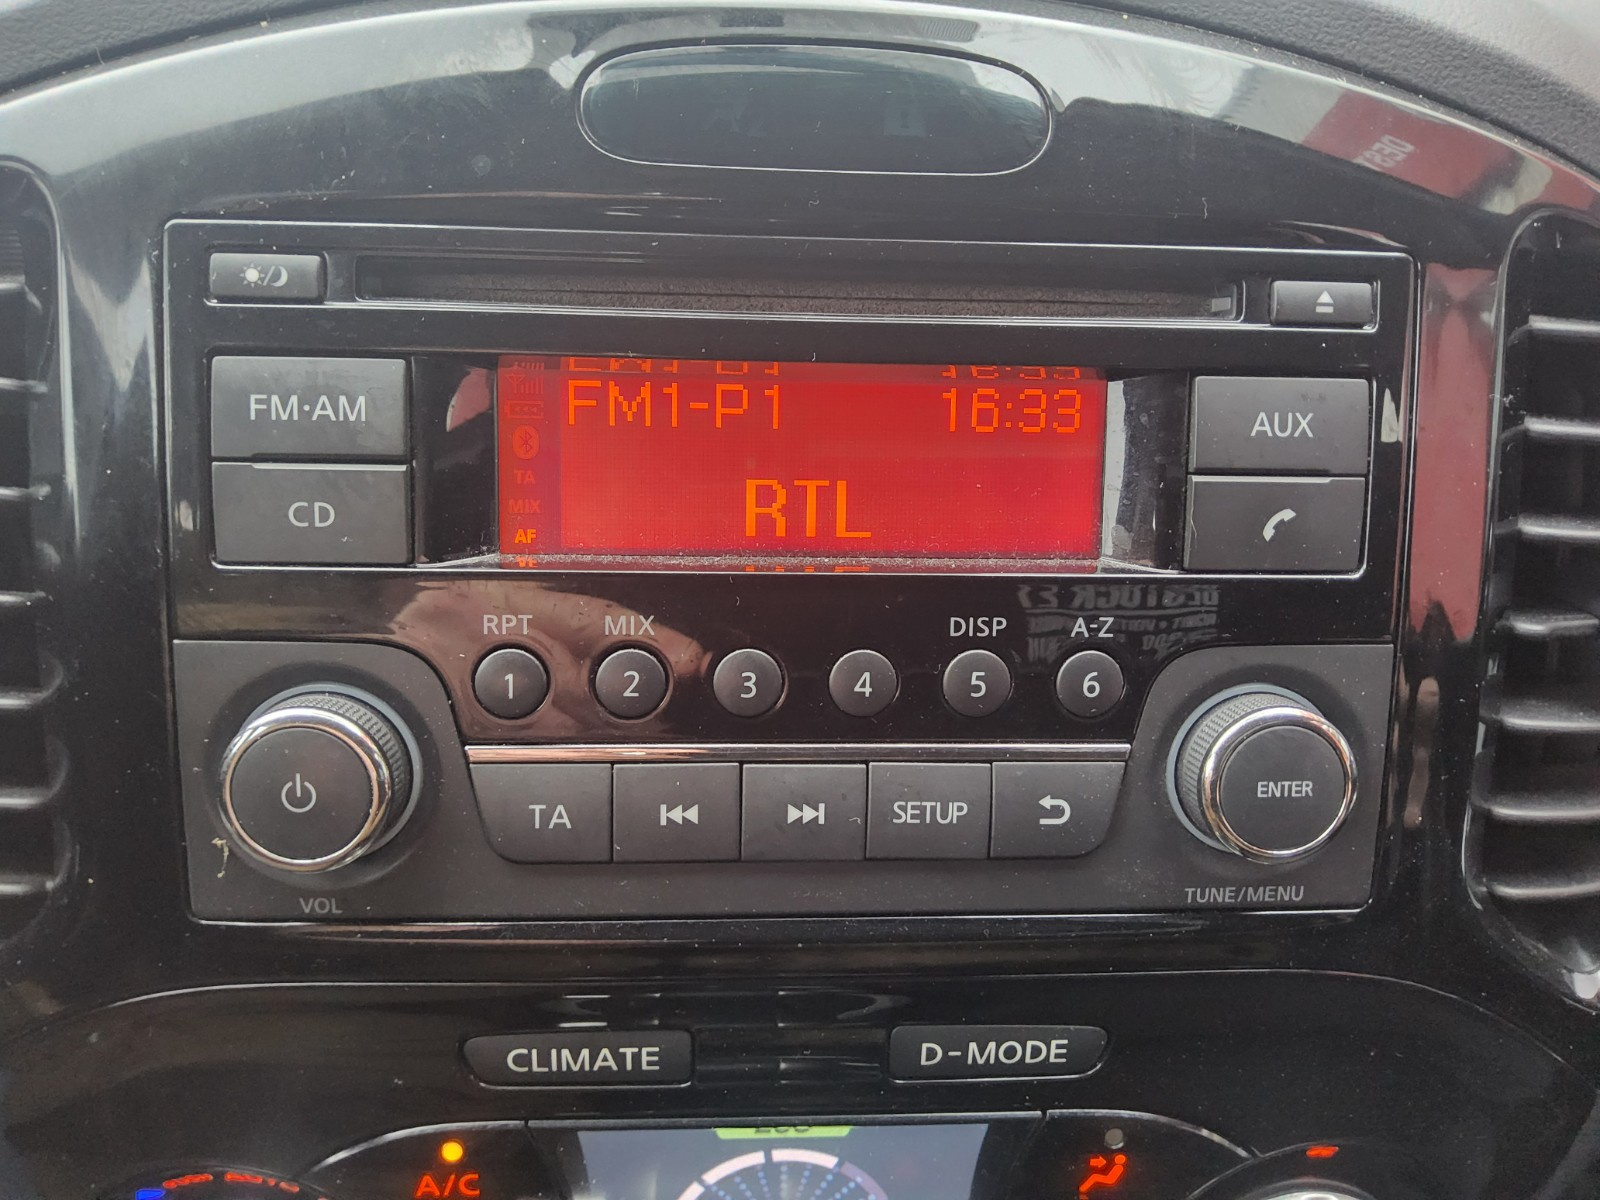 FM·AM
CD
FM1-P1 16:33
TA
MIX
AF
RTL
AUX
RPT MIX DISP A-Z
1 2 3 4 5 6
TA SETUP ENTER
VOL TUNE/MENU
CLIMATE D-MODE
A/C